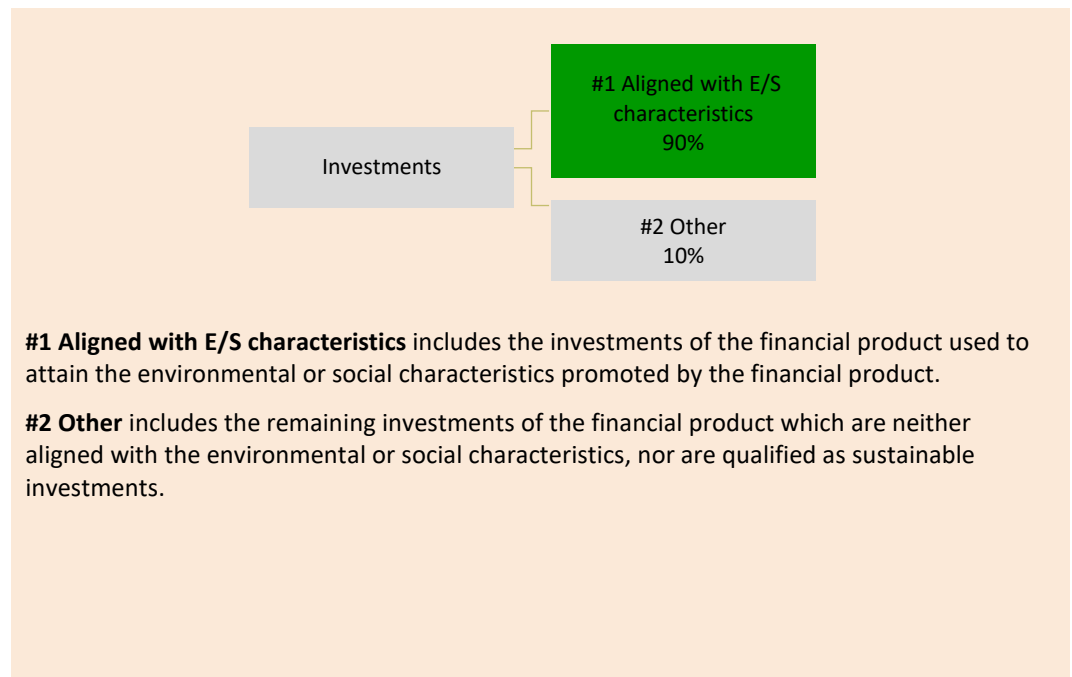 #1 Aligned with E/S
characteristics
90%
Investments
#2 Other
10%
#1 Aligned with E/S characteristics includes the investments of the financial product used to
attain the environmental or social characteristics promoted by the financial product.
#2 Other includes the remaining investments of the financial product which are neither
aligned with the environmental or social characteristics, nor are qualified as sustainable
investments.